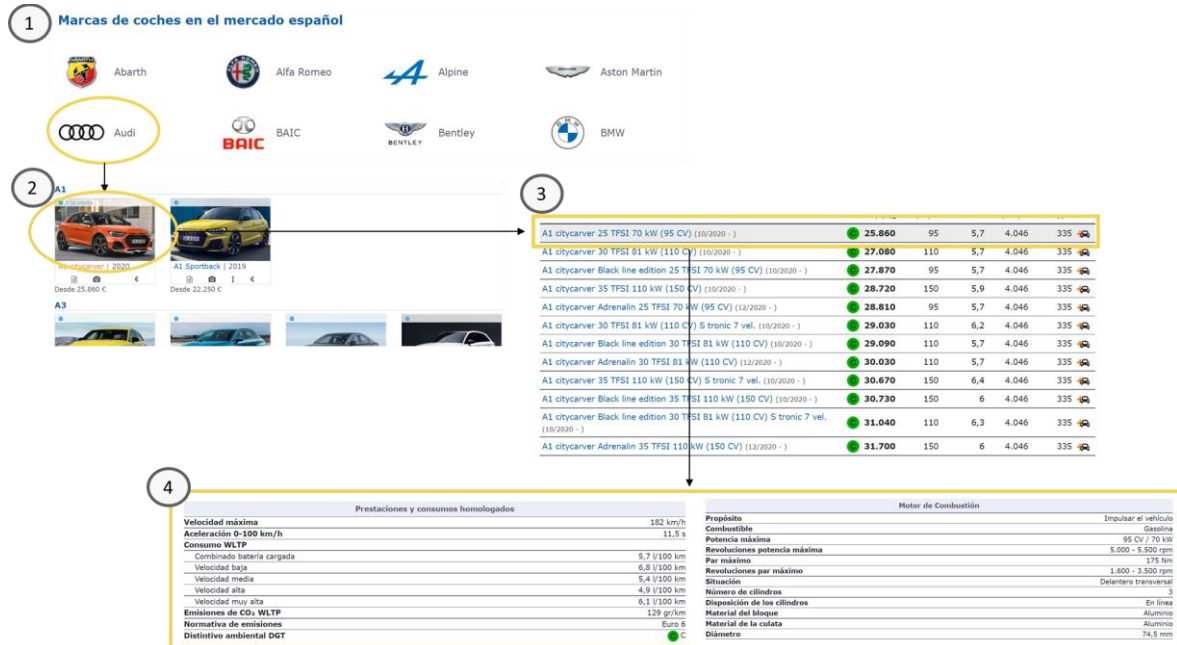 1
Marcas de coches en el mercado español
Abarth
Alfa Romeo
Alpine
Aston Martin
Audi
BAIC
BAIC
BENTLEY
Bentley
BMW
BMW
2
A1
A la venta
A1 citycarver | 2020
€
Desde 25.860 €
A1 Sportback | 2019
€
Desde 22.250 €
A3
3
A1 citycarver 25 TFSI 70 kW (95 CV) (10/2020 - ) C 25.860 95 5,7 4.046 335
A1 citycarver 30 TFSI 81 kW (110 CV) (10/2020 - ) C 27.080 110 5,7 4.046 335
A1 citycarver Black line edition 25 TFSI 70 kW (95 CV) (10/2020 - ) C 27.870 95 5,7 4.046 335
A1 citycarver 35 TFSI 110 kW (150 CV) (10/2020 - ) C 28.720 150 5,9 4.046 335
A1 citycarver Adrenalin 25 TFSI 70 kW (95 CV) (12/2020 - ) C 28.810 95 5,7 4.046 335
A1 citycarver 30 TFSI 81 kW (110 CV) S tronic 7 vel. (10/2020 - ) C 29.030 110 6,2 4.046 335
A1 citycarver Black line edition 30 TFSI 81 kW (110 CV) (10/2020 - ) C 29.090 110 5,7 4.046 335
A1 citycarver Adrenalin 30 TFSI 81 kW (110 CV) (12/2020 - ) C 30.030 110 5,7 4.046 335
A1 citycarver 35 TFSI 110 kW (150 CV) S tronic 7 vel. (10/2020 - ) C 30.670 150 6,4 4.046 335
A1 citycarver Black line edition 35 TFSI 110 kW (150 CV) (10/2020 - ) C 30.730 150 6 4.046 335
A1 citycarver Black line edition 30 TFSI 81 kW (110 CV) S tronic 7 vel. C 31.040 110 6,3 4.046 335
(10/2020 - )
A1 citycarver Adrenalin 35 TFSI 110 kW (150 CV) (12/2020 - ) C 31.700 150 6 4.046 335
4
Prestaciones y consumos homologados
Velocidad máxima 182 km/h
Aceleración 0-100 km/h 11,5 s
Consumo WLTP
Combinado batería cargada 5,7 l/100 km
Velocidad baja 6,8 l/100 km
Velocidad media 5,4 l/100 km
Velocidad alta 4,9 l/100 km
Velocidad muy alta 6,1 l/100 km
Emisiones de CO₂ WLTP 129 gr/km
Normativa de emisiones Euro 6
Distintivo ambiental DGT C C
Motor de Combustión
Propósito Impulsar el vehículo
Combustible Gasolina
Potencia máxima 95 CV / 70 kW
Revoluciones potencia máxima 5.000 - 5.500 rpm
Par máximo 175 Nm
Revoluciones par máximo 1.600 - 3.500 rpm
Situación Delantero transversal
Número de cilindros 3
Disposición de los cilindros En línea
Material del bloque Aluminio
Material de la culata Aluminio
Diámetro 74,5 mm